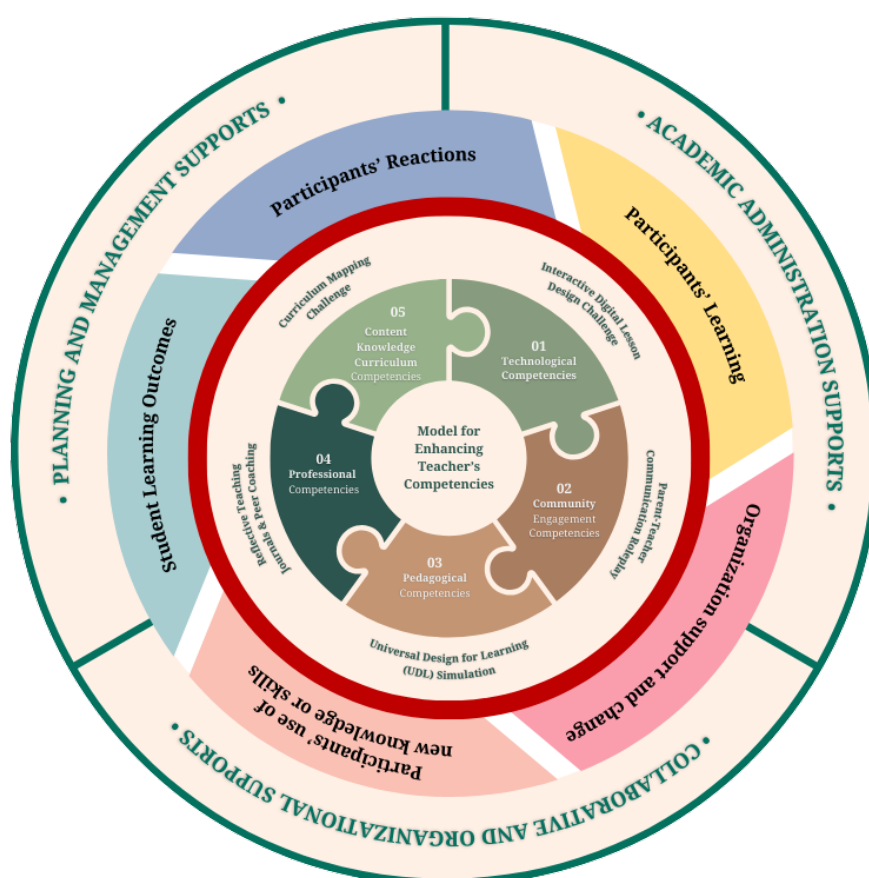 • PLANNING AND MANAGEMENT SUPPORTS •
• ACADEMIC ADMINISTRATION SUPPORTS •
• COLLABORATIVE AND ORGANIZATIONAL SUPPORTS •
Participants’ Reactions
Participants’ Learning
Organization support and change
Participants’ use of
new knowledge or skills
Student Learning Outcomes
Interactive Digital Lesson
Design Challenge
Parent-Teacher
Communication Roleplay
Universal Design for Learning
(UDL) Simulation
Reflective Teaching
Journals & Peer Coaching
Curriculum Mapping
Challenge
01
Technological
Competencies
02
Community
Engagement
Competencies
03
Pedagogical
Competencies
04
Professional
Competencies
05
Content
Knowledge
Curriculum
Competencies
Model for
Enhancing
Teacher’s
Competencies